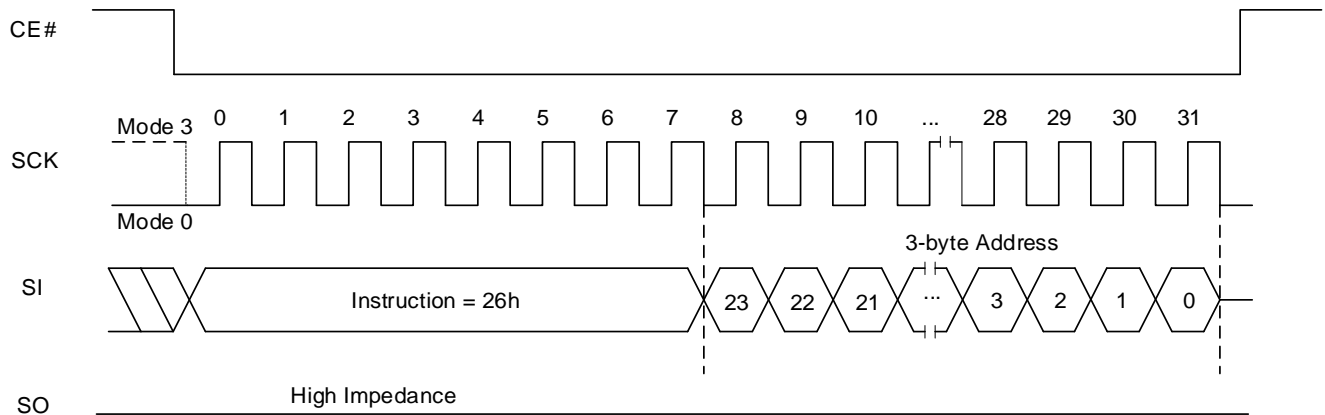 CE#
0 1 2 3 4 5 6 7 8 9 10 ... 28 29 30 31
Mode 3
SCK
Mode 0
3-byte Address
SI
Instruction = 26h 23 22 21 ... 3 2 1 0
High Impedance
SO